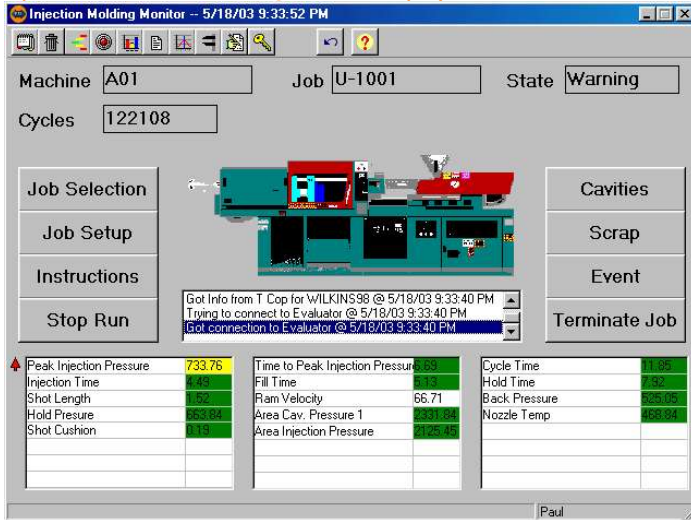 Injection Molding Monitor -- 5/18/03 9:33:52 PM
Machine A01 Job U-1001 State Warning
Cycles 122108
Job Selection
Job Setup
Instructions
Stop Run
Cavities
Scrap
Event
Terminate Job
Got Info from T Cop for WILKINS98 @ 5/18/03 9:33:40 PM
Trying to connect to Evaluator @ 5/18/03 9:33:40 PM
Got connection to Evaluator @ 5/18/03 9:33:40 PM
Peak Injection Pressure 733.76
Injection Time 4.49
Shot Length 1.52
Hold Presure 663.84
Shot Cushion 0.19
Time to Peak Injection Pressure 6.69
Fill Time 5.13
Ram Velocity 66.71
Area Cav. Pressure 1 2331.84
Area Injection Pressure 2125.45
Cycle Time 11.85
Hold Time 7.92
Back Pressure 525.05
Nozzle Temp 468.84
Paul